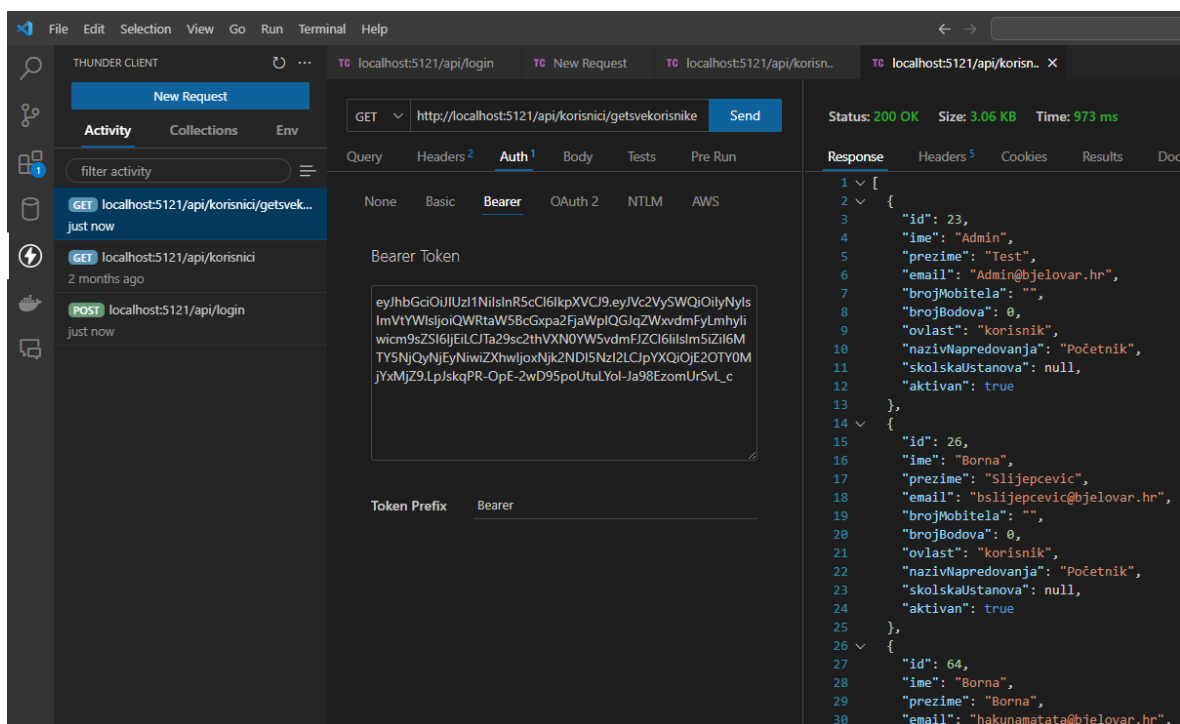 File Edit Selection View Go Run Terminal Help
THUNDER CLIENT
New Request
Activity Collections Env
filter activity
GET localhost:5121/api/korisnici/getsvek...
just now
GET localhost:5121/api/korisnici
2 months ago
POST localhost:5121/api/login
just now
1
TC localhost:5121/api/login TC New Request TC localhost:5121/api/korisn.. TC localhost:5121/api/korisn..
GET http://localhost:5121/api/korisnici/getsvekorisnike Send
Query Headers 2 Auth 1 Body Tests Pre Run
None Basic Bearer OAuth 2 NTLM AWS
Bearer Token
eyJhbGciOiJIUzI1NiIsInR5cCI6IkpXVCJ9.eyJVc2VySWQiOiIyNyIs
ImVtYWlsIjoiQWRtaW5BcGxpa2FjaWplQGJqZWxvdmFyLmhyIi
wicm9sZSI6IjEiLCJTa29sc2thVXN0YW5vdmFJZCI6IiIsIm5iZiI6M
TY5NjQyNjEyNiwiZXhwIjoxNjk2NDI5NzI2LCJpYXQiOjE2OTY0M
jYxMjZ9.LpJskqPR-OpE-2wD95poUtuLYoI-Ja98EzomUrSvL_c
Token Prefix Bearer
Status: 200 OK Size: 3.06 KB Time: 973 ms
Response Headers 5 Cookies Results Doc
1 [
2 {
3 "id": 23,
4 "ime": "Admin",
5 "prezime": "Test",
6 "email": "Admin@bjelovar.hr",
7 "brojMobitela": "",
8 "brojBodova": 0,
9 "ovlast": "korisnik",
10 "nazivNapredovanja": "Početnik",
11 "skolskaUstanova": null,
12 "aktivan": true
13 },
14 {
15 "id": 26,
16 "ime": "Borna",
17 "prezime": "Slijepcevic",
18 "email": "bslijepcevic@bjelovar.hr",
19 "brojMobitela": "",
20 "brojBodova": 0,
21 "ovlast": "korisnik",
22 "nazivNapredovanja": "Početnik",
23 "skolskaUstanova": null,
24 "aktivan": true
25 },
26 {
27 "id": 64,
28 "ime": "Borna",
29 "prezime": "Borna",
30 "email": "hakunamatata@bjelovar.hr",